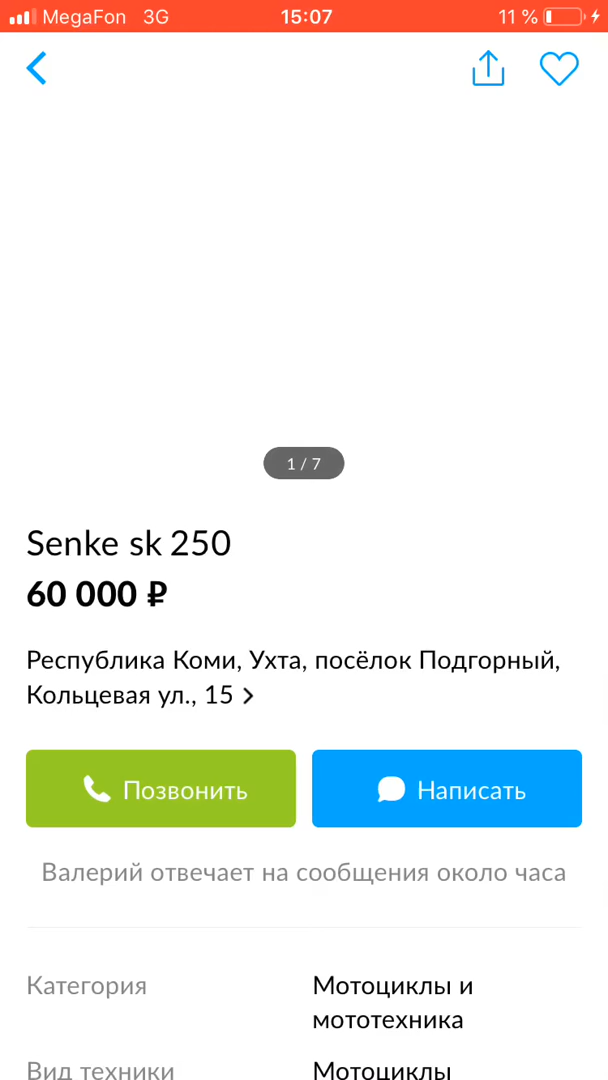 MegaFon 3G 15:07 11 %
1 / 7
Senke sk 250
60 000 ₽
Республика Коми, Ухта, посёлок Подгорный,
Кольцевая ул., 15
Позвонить Написать
Валерий отвечает на сообщения около часа
Категория Мотоциклы и
мототехника
Вид техники Мотоциклы